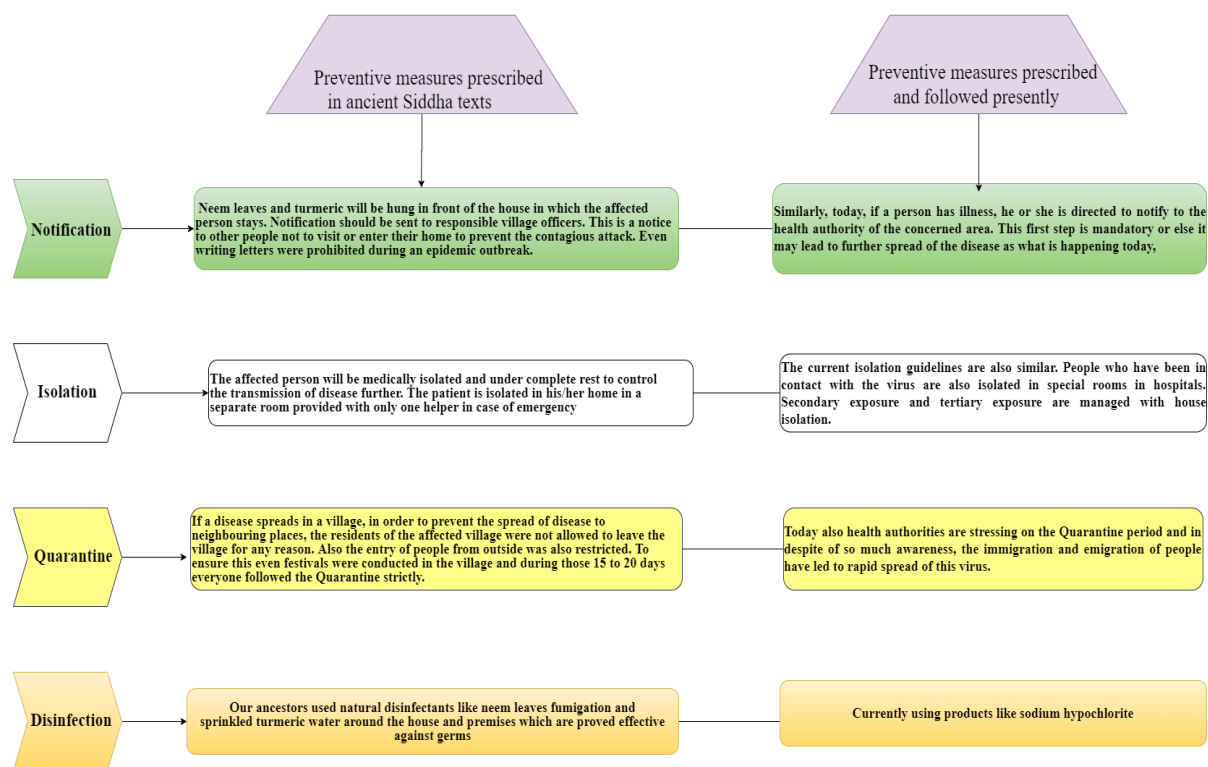 Preventive measures prescribed
in ancient Siddha texts
Preventive measures prescribed
and followed presently
Notification
Neem leaves and turmeric will be hung in front of the house in which the affected
person stays. Notification should be sent to responsible village officers. This is a notice
to other people not to visit or enter their home to prevent the contagious attack. Even
writing letters were prohibited during an epidemic outbreak.
Similarly, today, if a person has illness, he or she is directed to notify to the
health authority of the concerned area. This first step is mandatory or else it
may lead to further spread of the disease as what is happening today,
Isolation
The affected person will be medically isolated and under complete rest to control
the transmission of disease further. The patient is isolated in his/her home in a
separate room provided with only one helper in case of emergency
The current isolation guidelines are also similar. People who have been in
contact with the virus are also isolated in special rooms in hospitals.
Secondary exposure and tertiary exposure are managed with house
isolation.
Quarantine
If a disease spreads in a village, in order to prevent the spread of disease to
neighbouring places, the residents of the affected village were not allowed to leave the
village for any reason. Also the entry of people from outside was also restricted. To
ensure this even festivals were conducted in the village and during those 15 to 20 days
everyone followed the Quarantine strictly.
Today also health authorities are stressing on the Quarantine period and in
despite of so much awareness, the immigration and emigration of people
have led to rapid spread of this virus.
Disinfection
Our ancestors used natural disinfectants like neem leaves fumigation and
sprinkled turmeric water around the house and premises which are proved effective
against germs
Currently using products like sodium hypochlorite